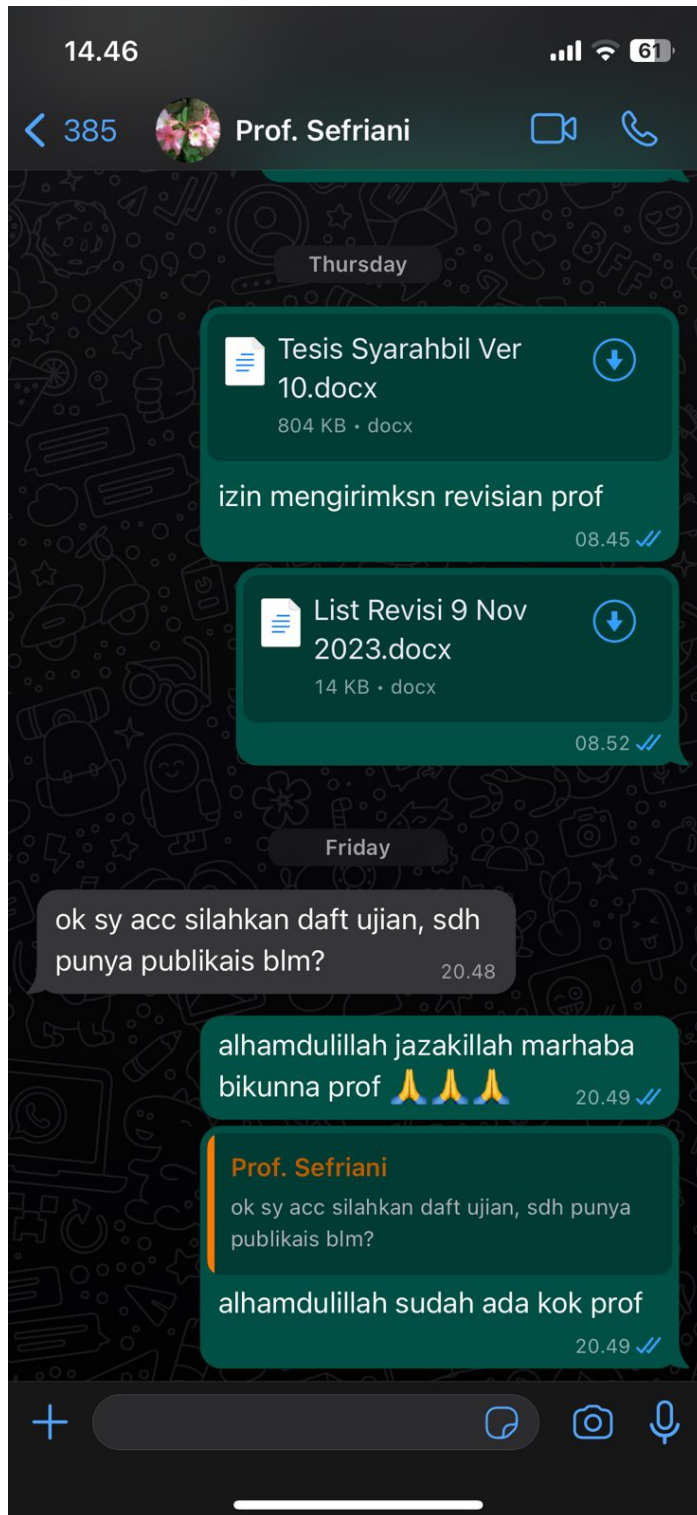 14.46
61
385
Prof. Sefriani
Thursday
Tesis Syarahbil Ver
10.docx
804 KB • docx
izin mengirimksn revisian prof
08.45
List Revisi 9 Nov
2023.docx
14 KB • docx
08.52
Friday
ok sy acc silahkan daft ujian, sdh
punya publikais blm?
20.48
alhamdulillah jazakillah marhaba
bikunna prof 🙏🙏🙏
20.49
Prof. Sefriani
ok sy acc silahkan daft ujian, sdh punya
publikais blm?
alhamdulillah sudah ada kok prof
20.49